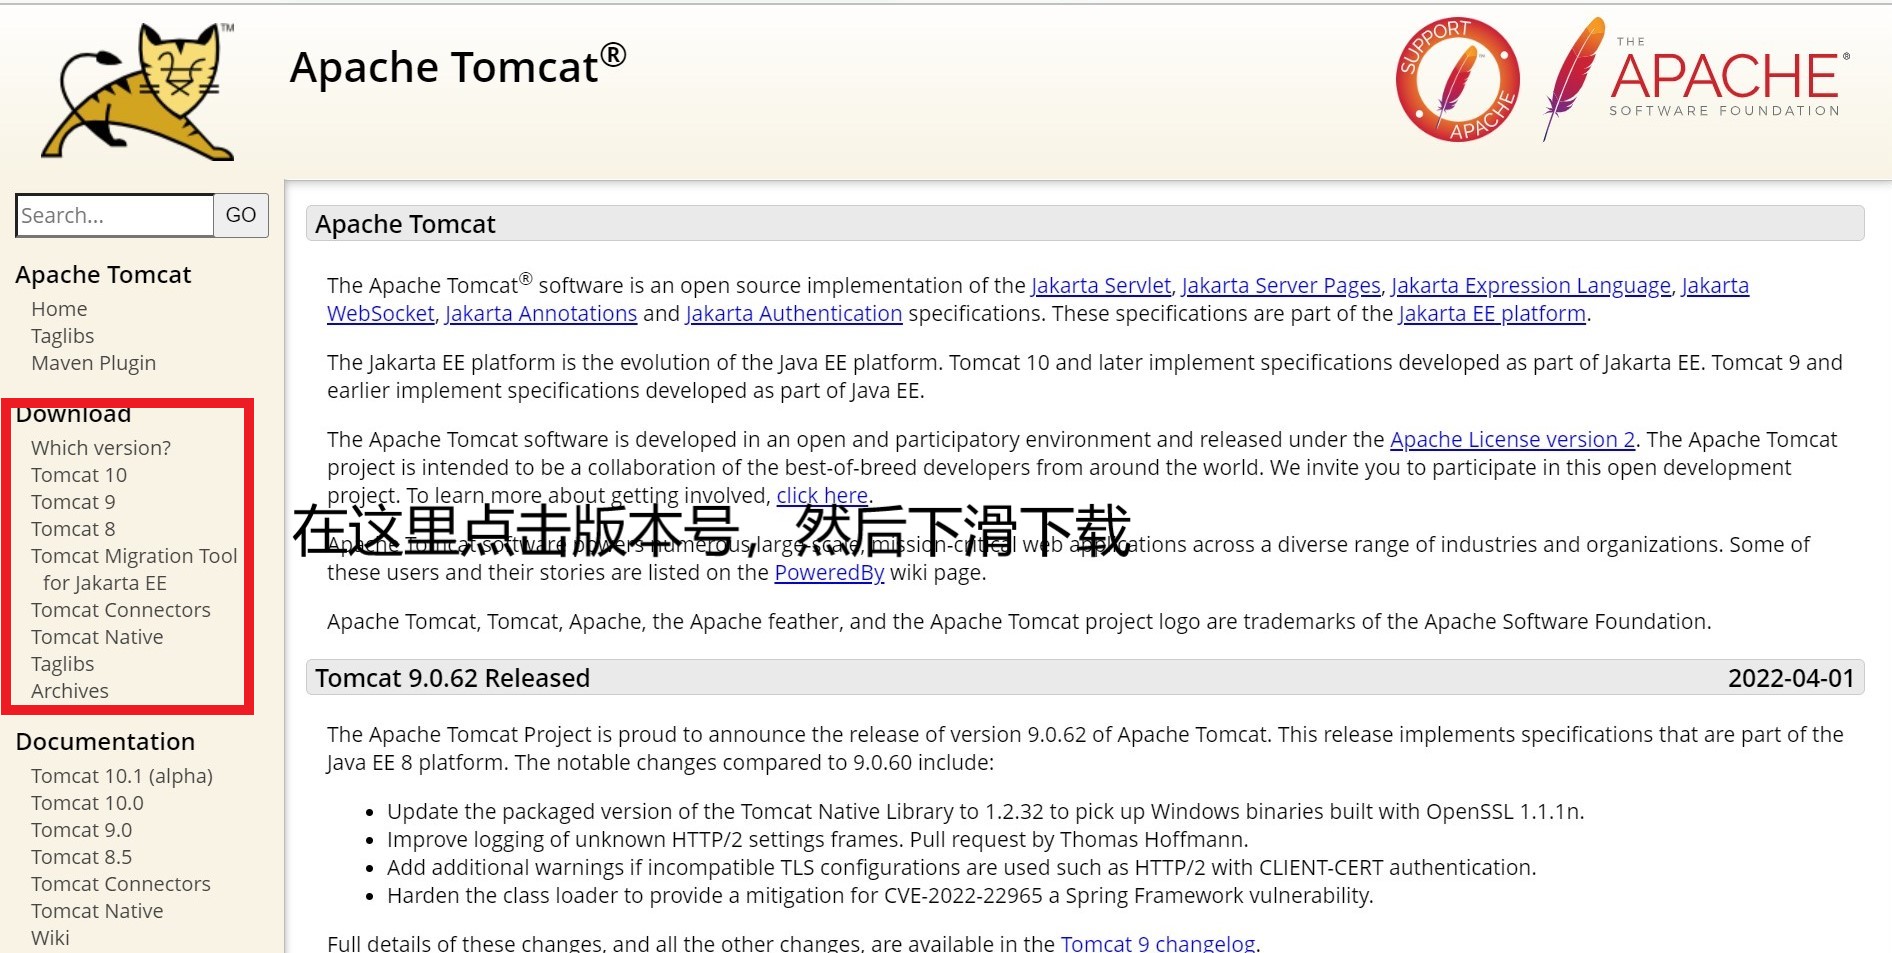 TM
Apache Tomcat®
SUPPORT
APACHE
THE
APACHE®
SOFTWARE FOUNDATION
Search...
GO
Apache Tomcat
Home
Taglibs
Maven Plugin
Download
Which version?
Tomcat 10
Tomcat 9
Tomcat 8
Tomcat Migration Tool
for Jakarta EE
Tomcat Connectors
Tomcat Native
Taglibs
Archives
Documentation
Tomcat 10.1 (alpha)
Tomcat 10.0
Tomcat 9.0
Tomcat 8.5
Tomcat Connectors
Tomcat Native
Wiki
Apache Tomcat
The Apache Tomcat® software is an open source implementation of the Jakarta Servlet, Jakarta Server Pages, Jakarta Expression Language, Jakarta
WebSocket, Jakarta Annotations and Jakarta Authentication specifications. These specifications are part of the Jakarta EE platform.
The Jakarta EE platform is the evolution of the Java EE platform. Tomcat 10 and later implement specifications developed as part of Jakarta EE. Tomcat 9 and
earlier implement specifications developed as part of Java EE.
The Apache Tomcat software is developed in an open and participatory environment and released under the Apache License version 2. The Apache Tomcat
project is intended to be a collaboration of the best-of-breed developers from around the world. We invite you to participate in this open development
project. To learn more about getting involved, click here.
在这里点击版本号，然后下滑下载
Apache Tomcat software powers numerous large-scale, mission-critical web applications across a diverse range of industries and organizations. Some of
these users and their stories are listed on the PoweredBy wiki page.
Apache Tomcat, Tomcat, Apache, the Apache feather, and the Apache Tomcat project logo are trademarks of the Apache Software Foundation.
Tomcat 9.0.62 Released 2022-04-01
The Apache Tomcat Project is proud to announce the release of version 9.0.62 of Apache Tomcat. This release implements specifications that are part of the
Java EE 8 platform. The notable changes compared to 9.0.60 include:
• Update the packaged version of the Tomcat Native Library to 1.2.32 to pick up Windows binaries built with OpenSSL 1.1.1n.
• Improve logging of unknown HTTP/2 settings frames. Pull request by Thomas Hoffmann.
• Add additional warnings if incompatible TLS configurations are used such as HTTP/2 with CLIENT-CERT authentication.
• Harden the class loader to provide a mitigation for CVE-2022-22965 a Spring Framework vulnerability.
Full details of these changes, and all the other changes, are available in the Tomcat 9 changelog.